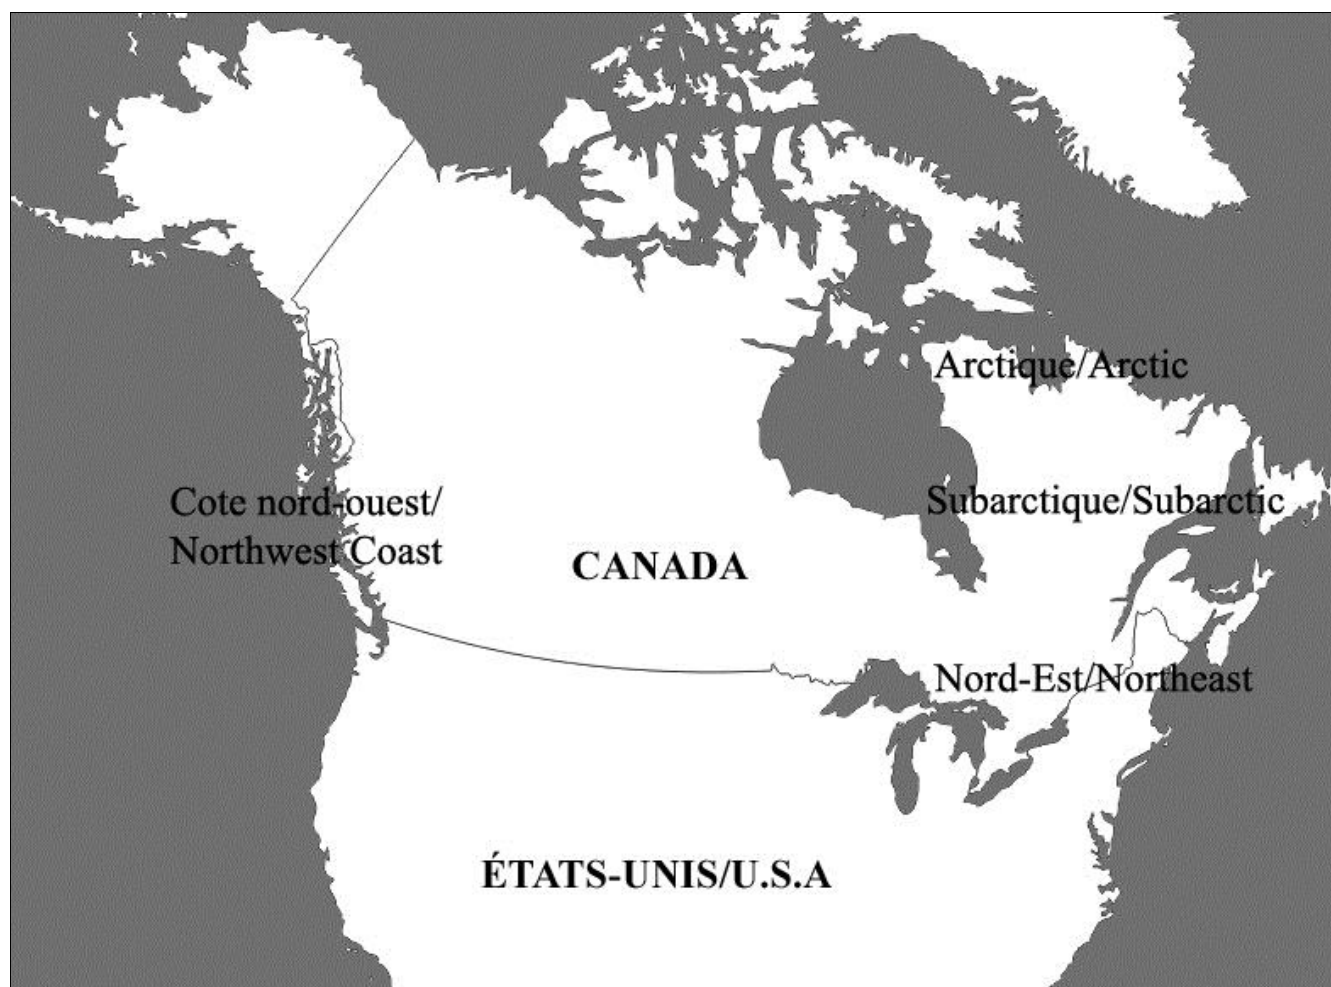 Arctique/Arctic
Cote nord-ouest/
Northwest Coast
Subarctique/Subarctic
CANADA
Nord-Est/Northeast
ÉTATS-UNIS/U.S.A